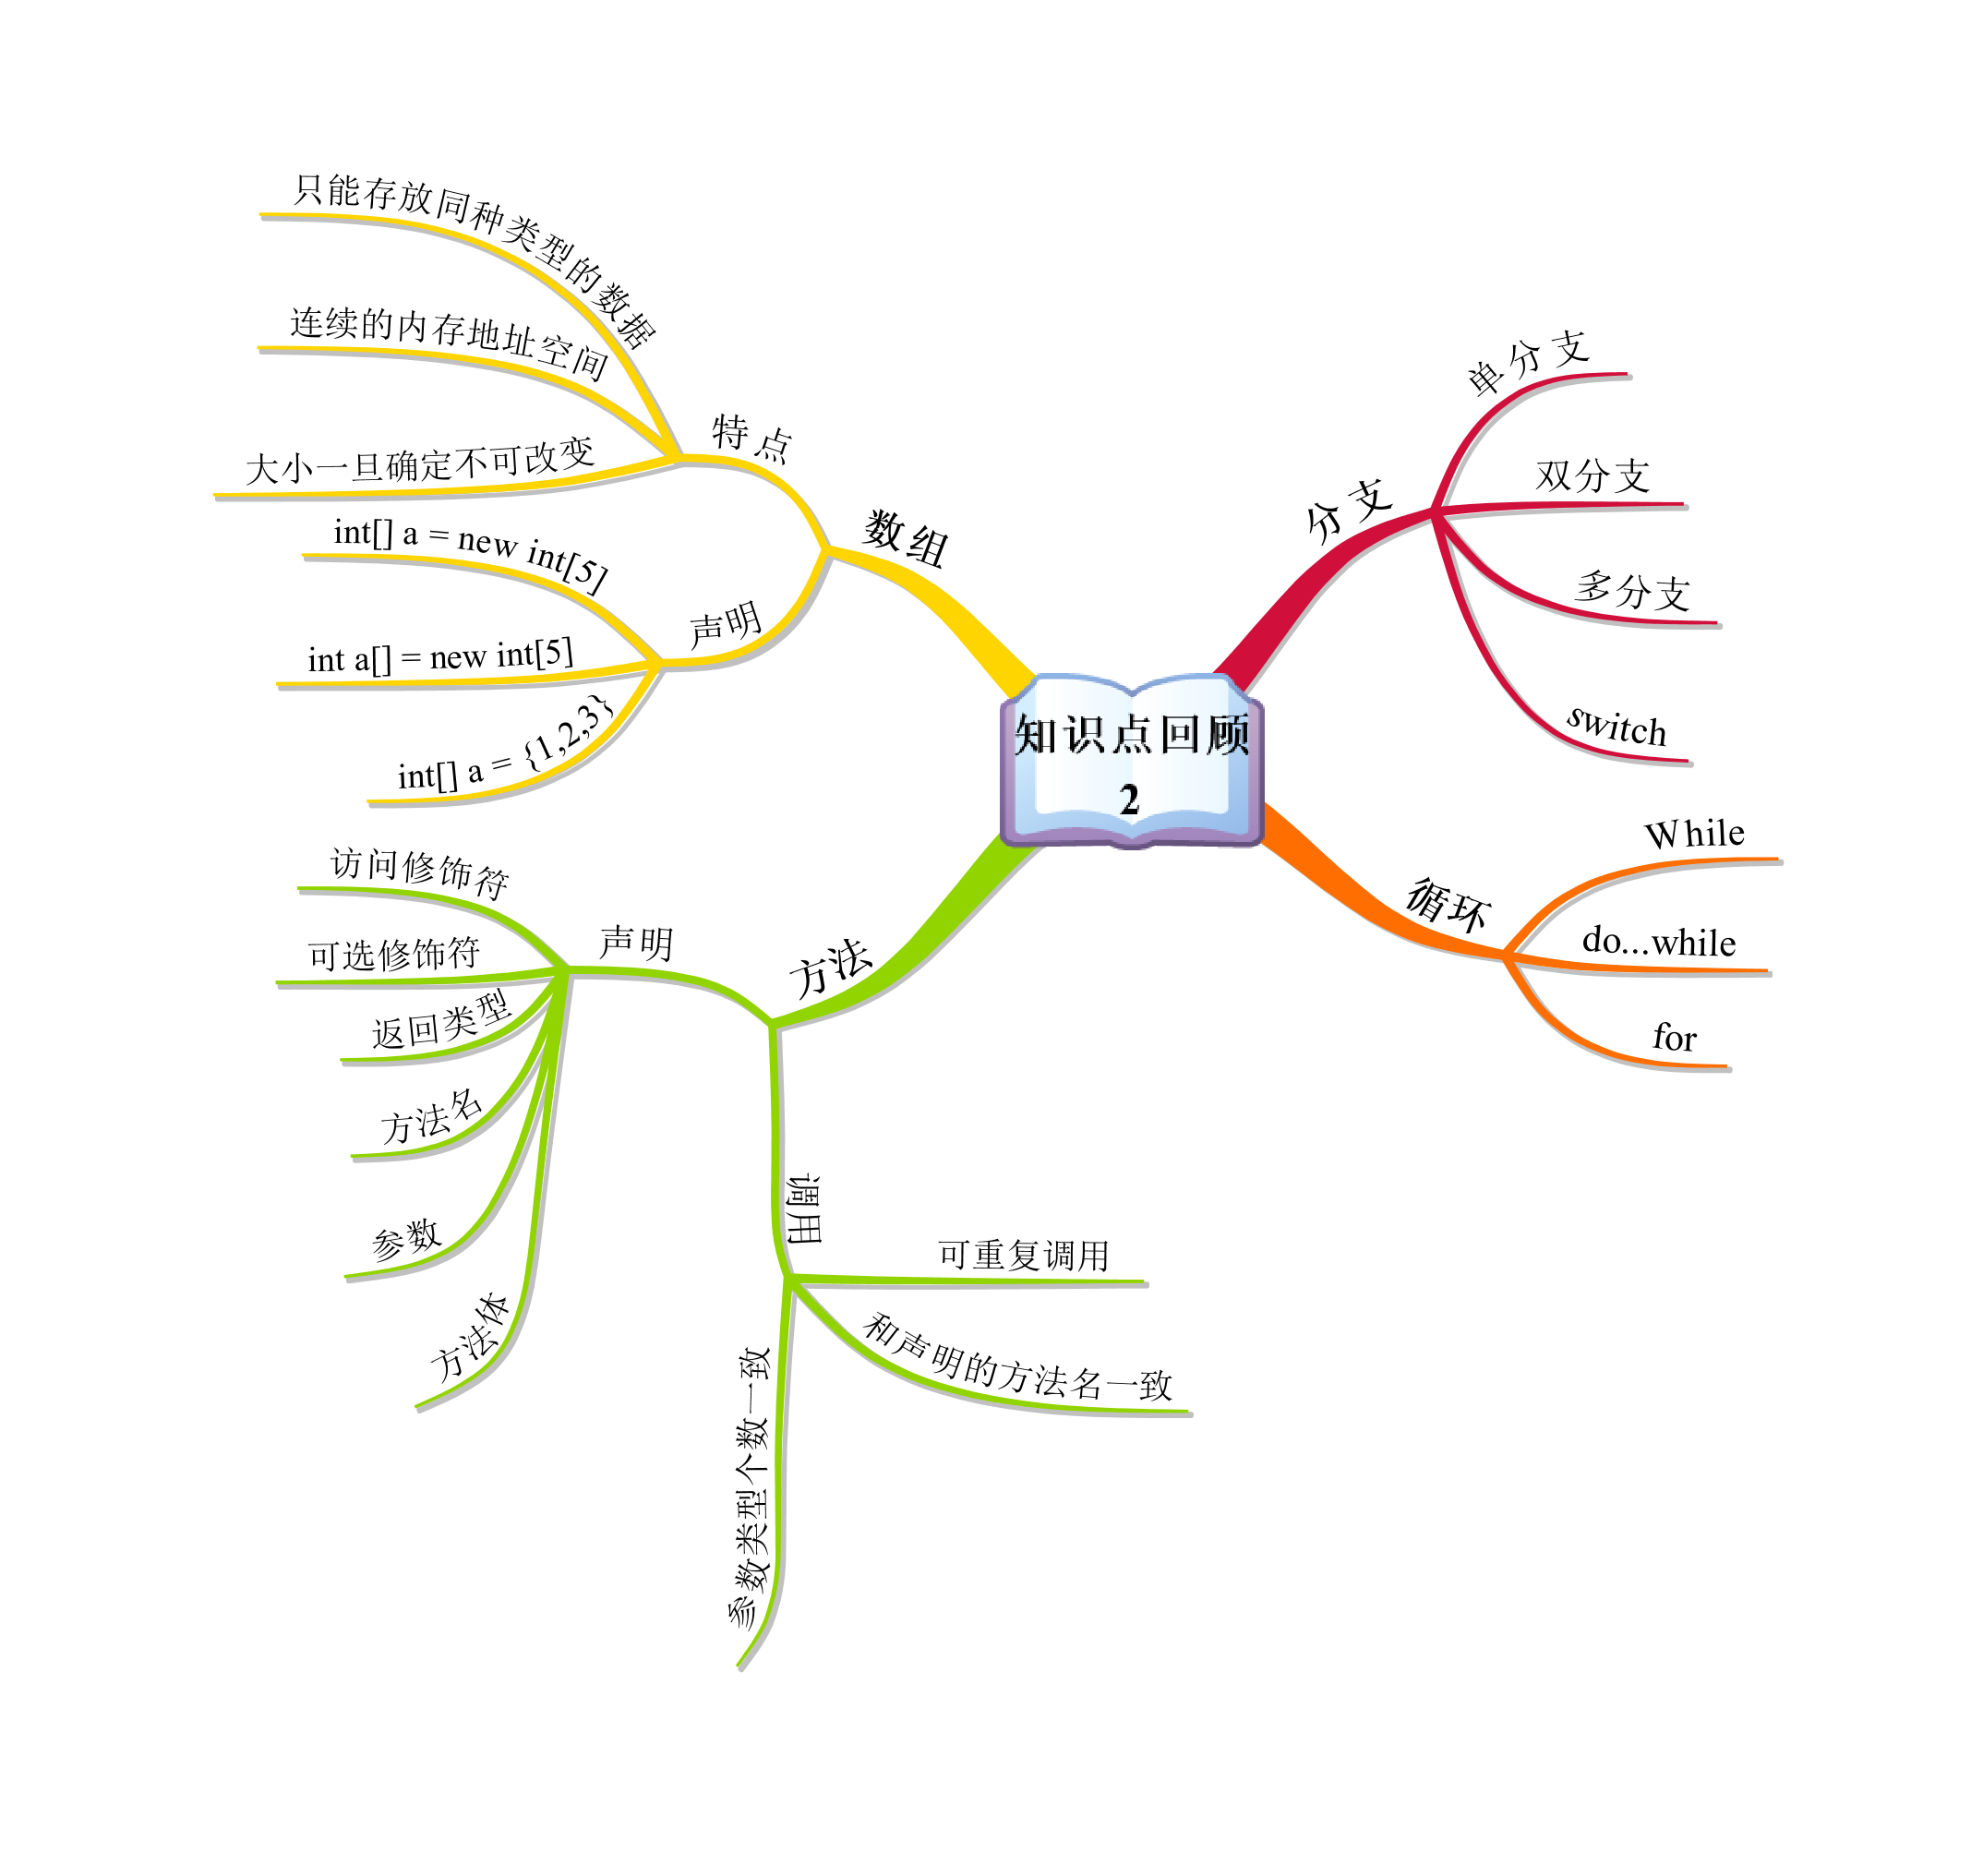 知识点回顾
2
分支
单分支
双分支
多分支
switch
循环
While
do...while
for
方法
声明
访问修饰符
可选修饰符
返回类型
方法名
参数
方法体
调用
可重复调用
和声明的方法名一致
参数类型个数一致
数组
特点
只能存放同种类型的数据
连续的内存地址空间
大小一旦确定不可改变
声明
int[] a = new int[5]
int a[] = new int[5]
int[] a = {1,2,3}